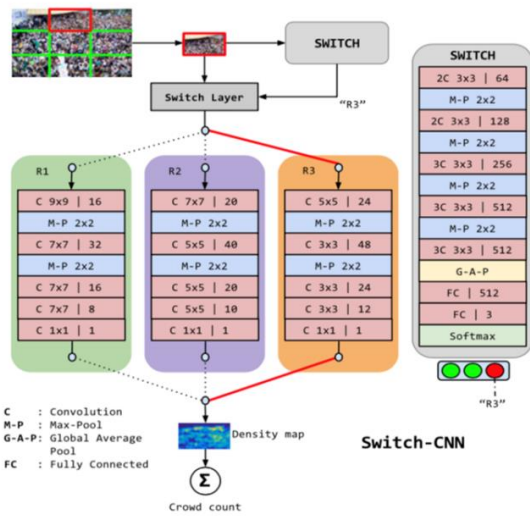 SWITCH
Switch Layer
"R3"
R1
C 9x9 | 16
M-P 2x2
C 7x7 | 32
M-P 2x2
C 7x7 | 16
C 7x7 | 8
C 1x1 | 1
R2
C 7x7 | 20
M-P 2x2
C 5x5 | 40
M-P 2x2
C 5x5 | 20
C 5x5 | 10
C 1x1 | 1
R3
C 5x5 | 24
M-P 2x2
C 3x3 | 48
M-P 2x2
C 3x3 | 24
C 3x3 | 12
C 1x1 | 1
SWITCH
2C 3x3 | 64
M-P 2x2
2C 3x3 | 128
M-P 2x2
3C 3x3 | 256
M-P 2x2
3C 3x3 | 512
M-P 2x2
3C 3x3 | 512
G-A-P
FC | 512
FC | 3
Softmax
"R3"
C : Convolution
M-P : Max-Pool
G-A-P: Global Average
Pool
FC : Fully Connected
Density map
Σ
Crowd count
Switch-CNN